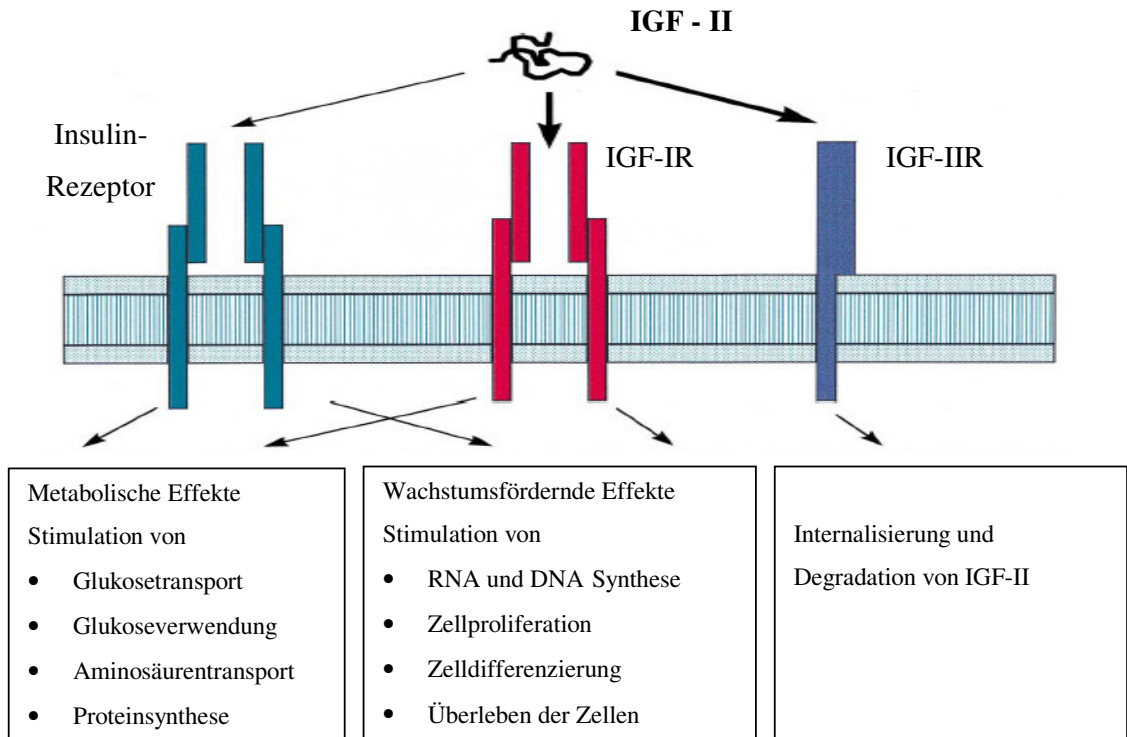 IGF - II
Insulin-
Rezeptor
IGF-IR
IGF-IIR
Metabolische Effekte
Stimulation von
• Glukosetransport
• Glukoseverwendung
• Aminosäurentransport
• Proteinsynthese
Wachstumsfördernde Effekte
Stimulation von
• RNA und DNA Synthese
• Zellproliferation
• Zelldifferenzierung
• Überleben der Zellen
Internalisierung und
Degradation von IGF-II